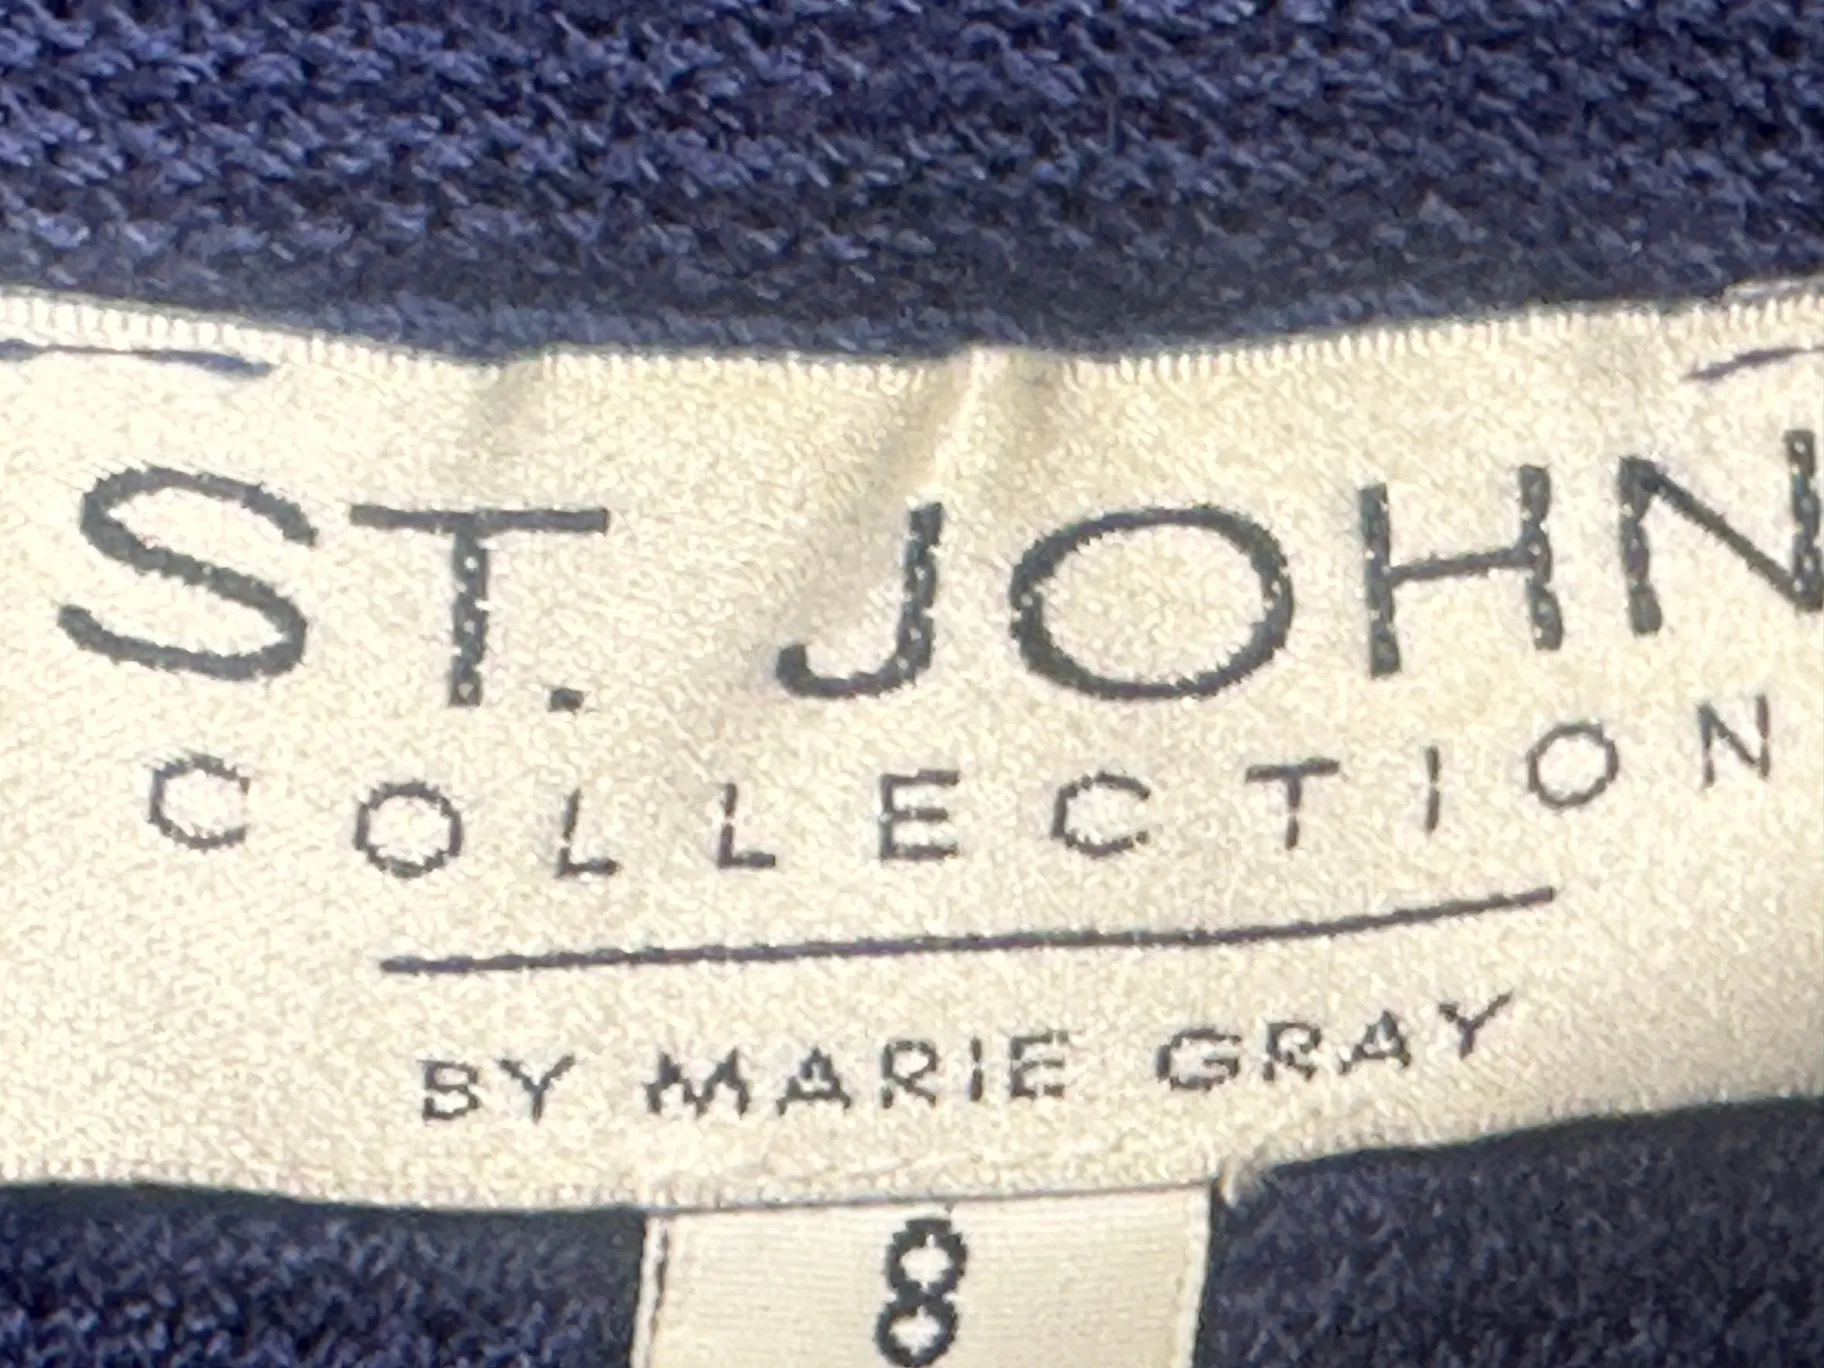 ST. JOHN
COLLECTION
BY MARIE GRAY
8